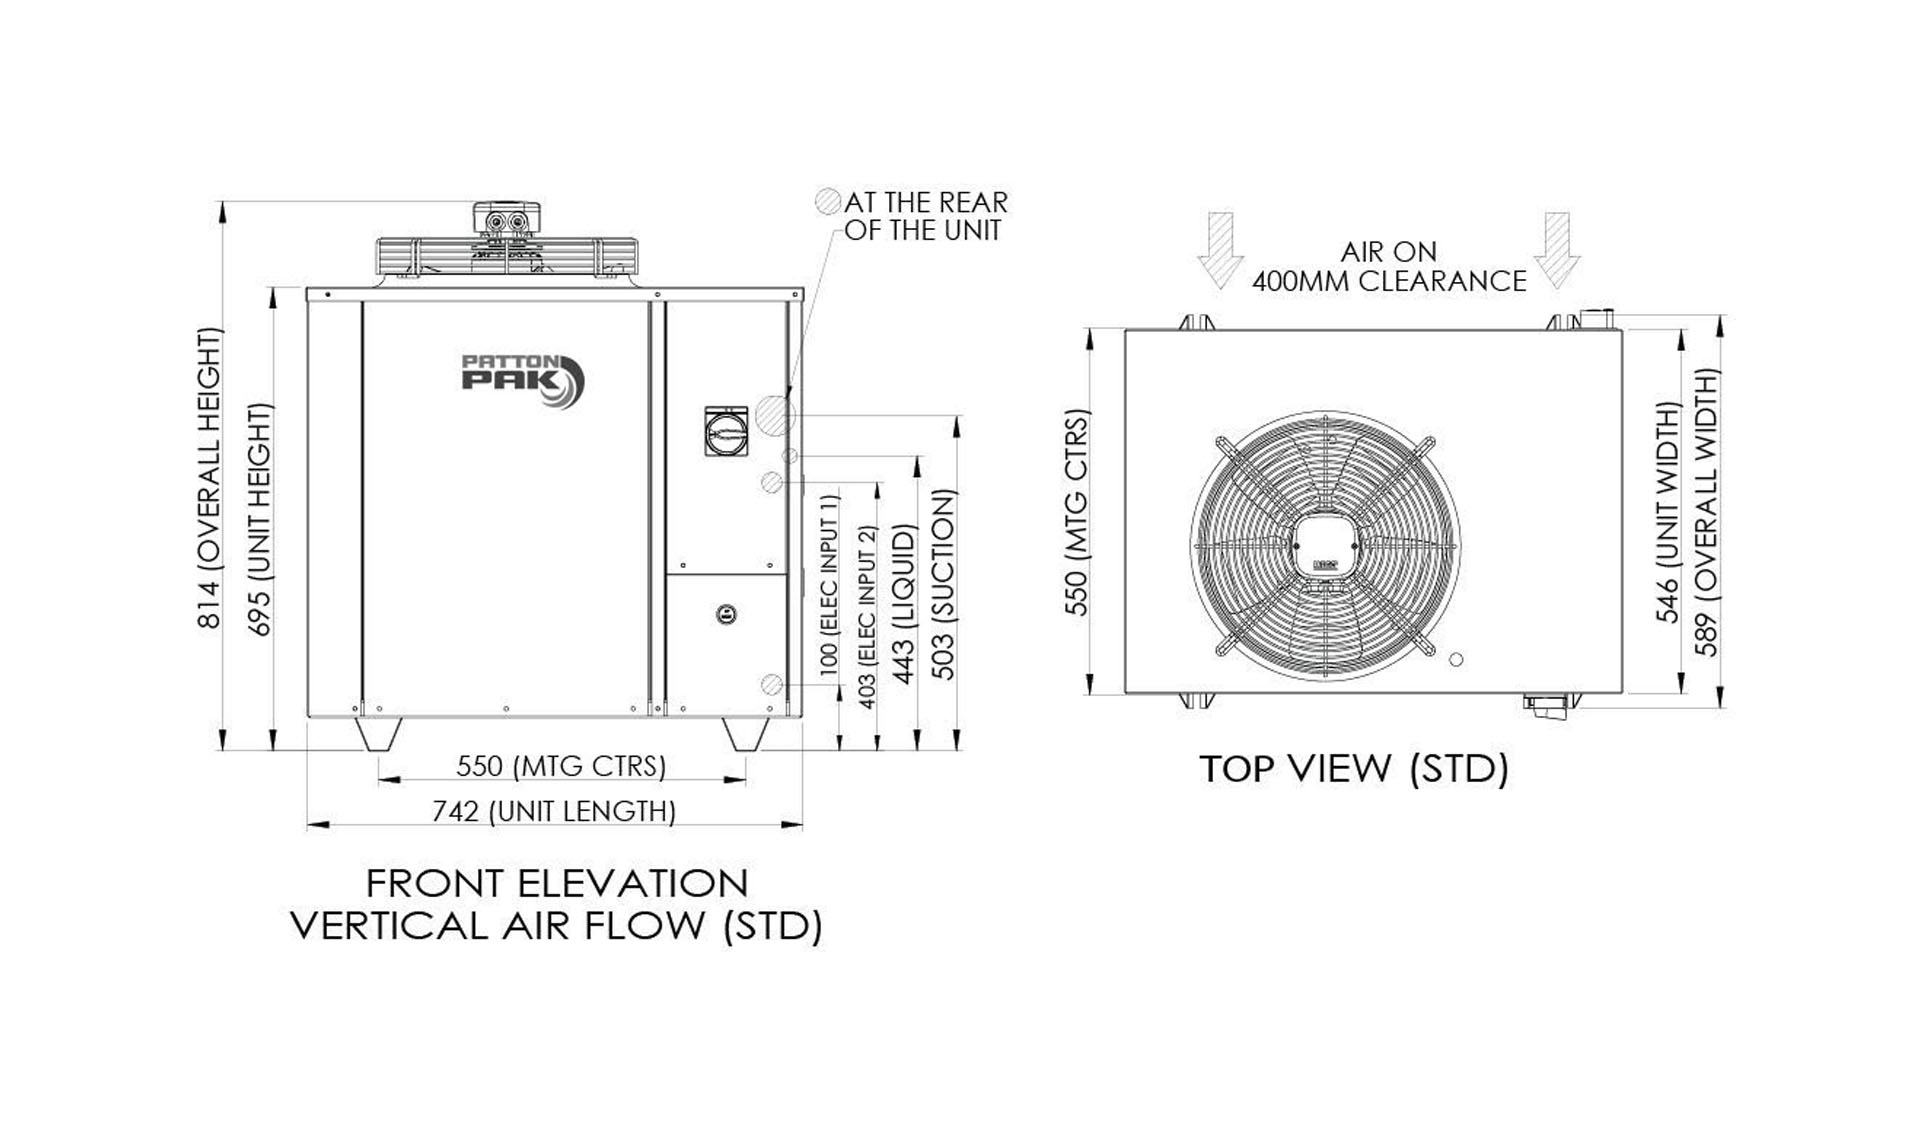 AT THE REAR
OF THE UNIT
814 (OVERALL HEIGHT)
695 (UNIT HEIGHT)
PATTON
PAK
100 (ELEC INPUT 1)
403 (ELEC INPUT 2)
443 (LIQUID)
503 (SUCTION)
550 (MTG CTRS)
742 (UNIT LENGTH)
FRONT ELEVATION
VERTICAL AIR FLOW (STD)
AIR ON
400MM CLEARANCE
550 (MTG CTRS)
546 (UNIT WIDTH)
589 (OVERALL WIDTH)
TOP VIEW (STD)